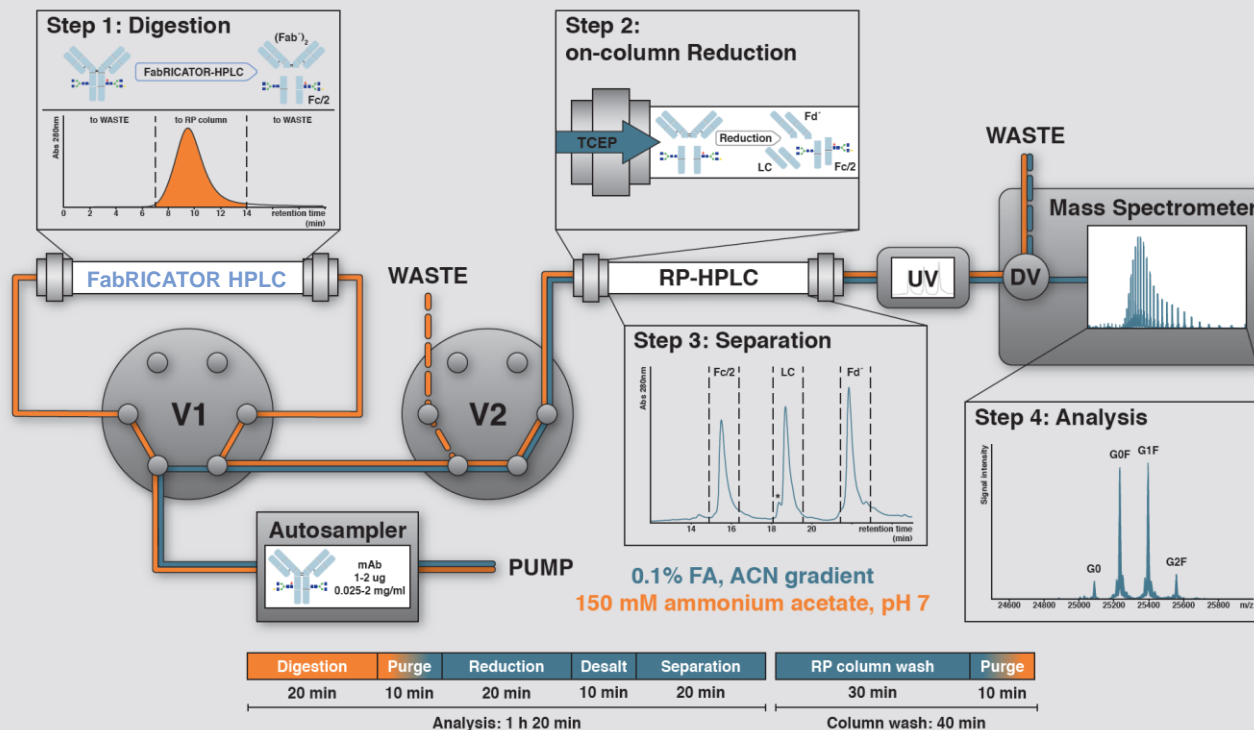 Step 1: Digestion
(Fab´)2
FabRICATOR-HPLC
Fc/2
to WASTE
to RP column
to WASTE
Abs 280nm
0 2 4 6 8 10 12 14 retention time
(min)
Step 2:
on-column Reduction
TCEP
Reduction
Fd´
LC
Fc/2
WASTE
Mass Spectrometer
FabRICATOR HPLC
WASTE
RP-HPLC
UV
DV
V1
V2
Step 3: Separation
Fc/2 LC Fd´
Abs 280nm
*
14 16 18 20 retention time
(min)
Step 4: Analysis
Signal intensity
G0 G0F G1F G2F
24600 24800 25000 25200 25400 25600 25800 m/z
Autosampler
mAb
1-2 ug
0.025-2 mg/ml
PUMP
0.1% FA, ACN gradient
150 mM ammonium acetate, pH 7
Digestion Purge Reduction Desalt Separation RP column wash Purge
20 min 10 min 20 min 10 min 20 min 30 min 10 min
Analysis: 1 h 20 min
Column wash: 40 min